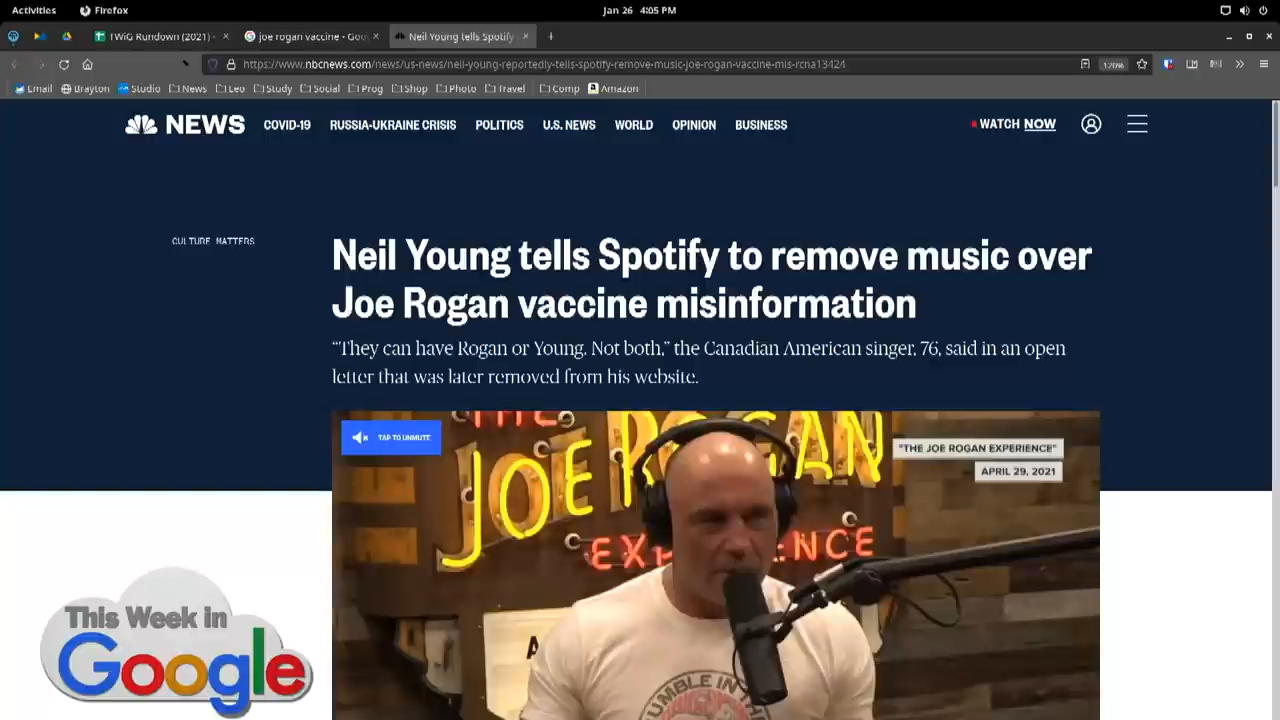 Activities
Firefox
Jan 26 4:05 PM
TWiG Rundown (2021) -
joe rogan vaccine - Goo
Neil Young tells Spotify
https://www.nbcnews.com/news/us-news/neil-young-reportedly-tells-spotify-remove-music-joe-rogan-vaccine-mis-rcna13424
120%
Email
Brayton
Studio
News
Leo
Study
Social
Prog
Shop
Photo
Travel
Comp
Amazon
NEWS
COVID-19
RUSSIA-UKRAINE CRISIS
POLITICS
U.S. NEWS
WORLD
OPINION
BUSINESS
WATCH NOW
CULTURE MATTERS
Neil Young tells Spotify to remove music over
Joe Rogan vaccine misinformation
“They can have Rogan or Young. Not both,” the Canadian American singer, 76, said in an open
letter that was later removed from his website.
TAP TO UNMUTE
"THE JOE ROGAN EXPERIENCE"
APRIL 29, 2021
THE
JOE ROGAN
This Week in
Google